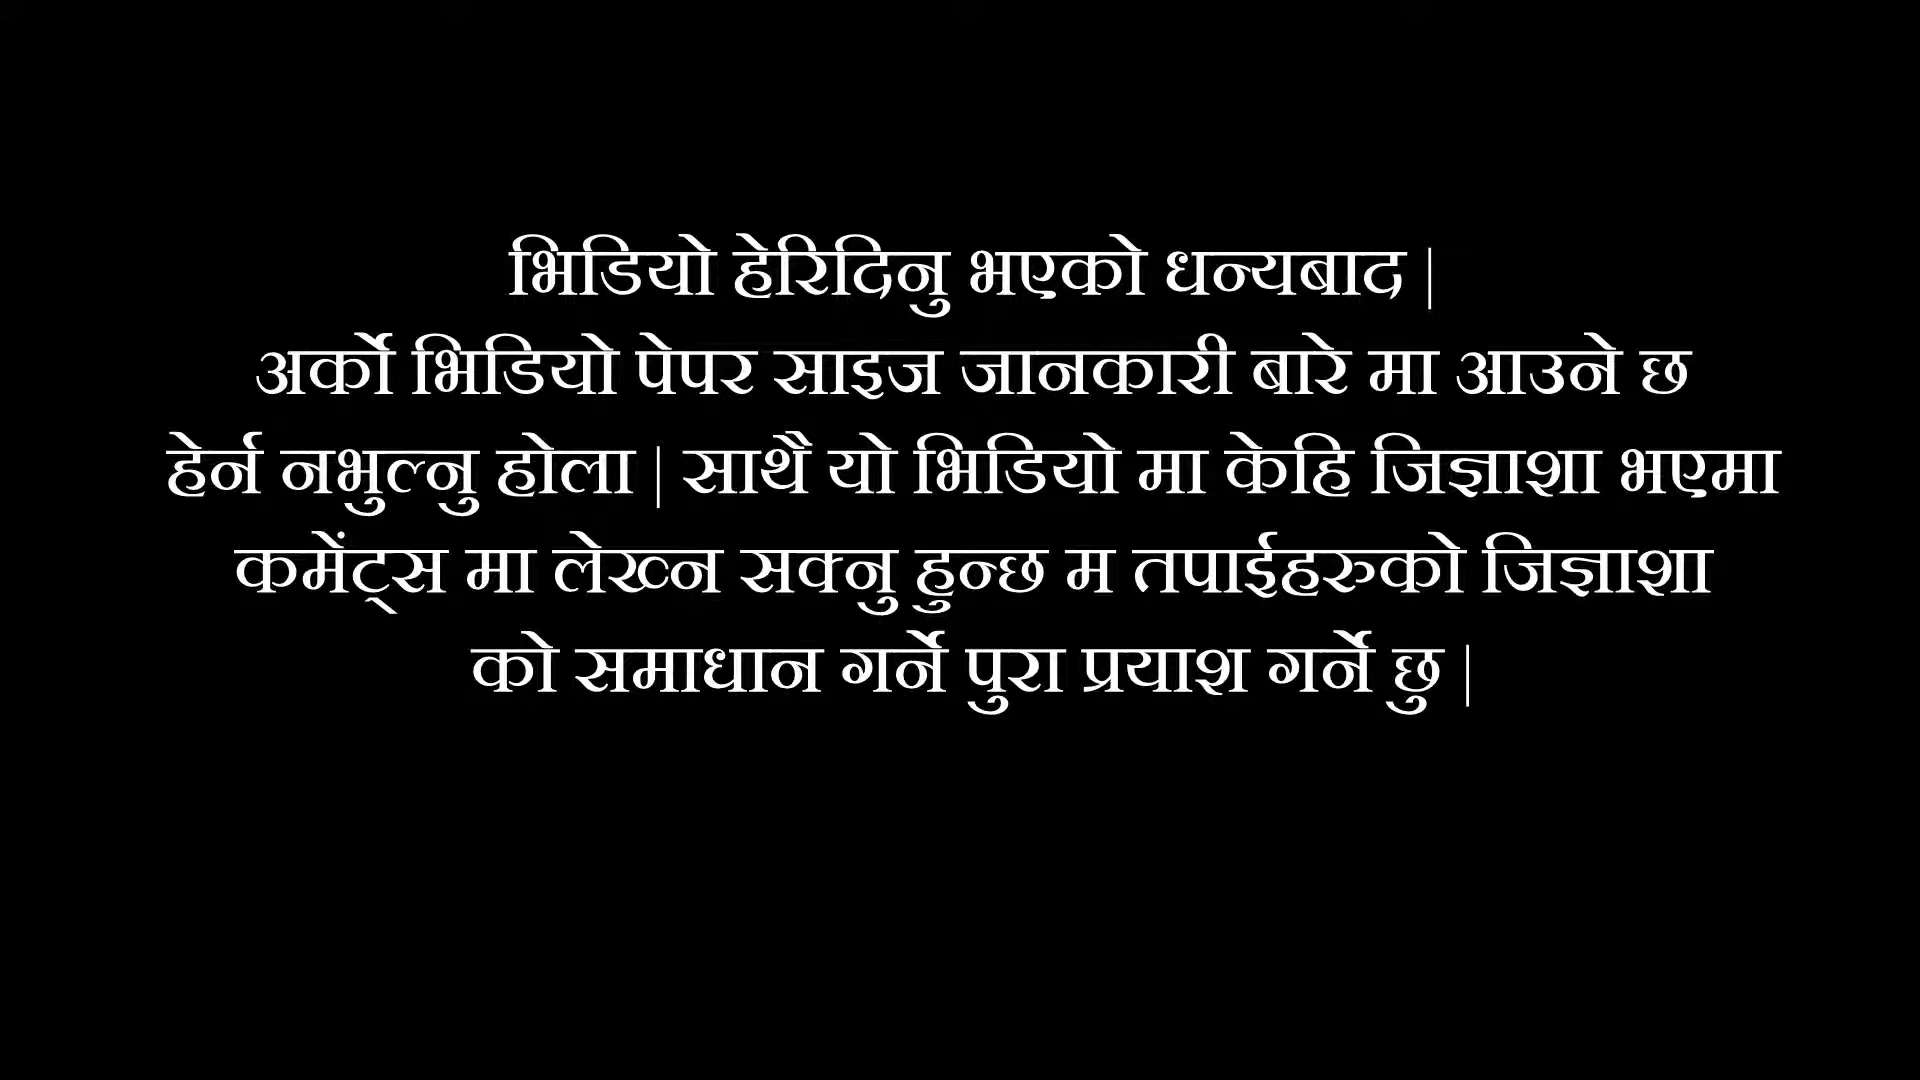 भिडियो हेरिदिनु भएको धन्यबाद |
अर्को भिडियो पेपर साइज जानकारी बारे मा आउने छ
हेर्न नभुल्नु होला | साथै यो भिडियो मा केहि जिज्ञाशा भएमा
कमेंट्स मा लेख्न सक्नु हुन्छ म तपाईहरुको जिज्ञाशा
को समाधान गर्ने पुरा प्रयाश गर्ने छु |